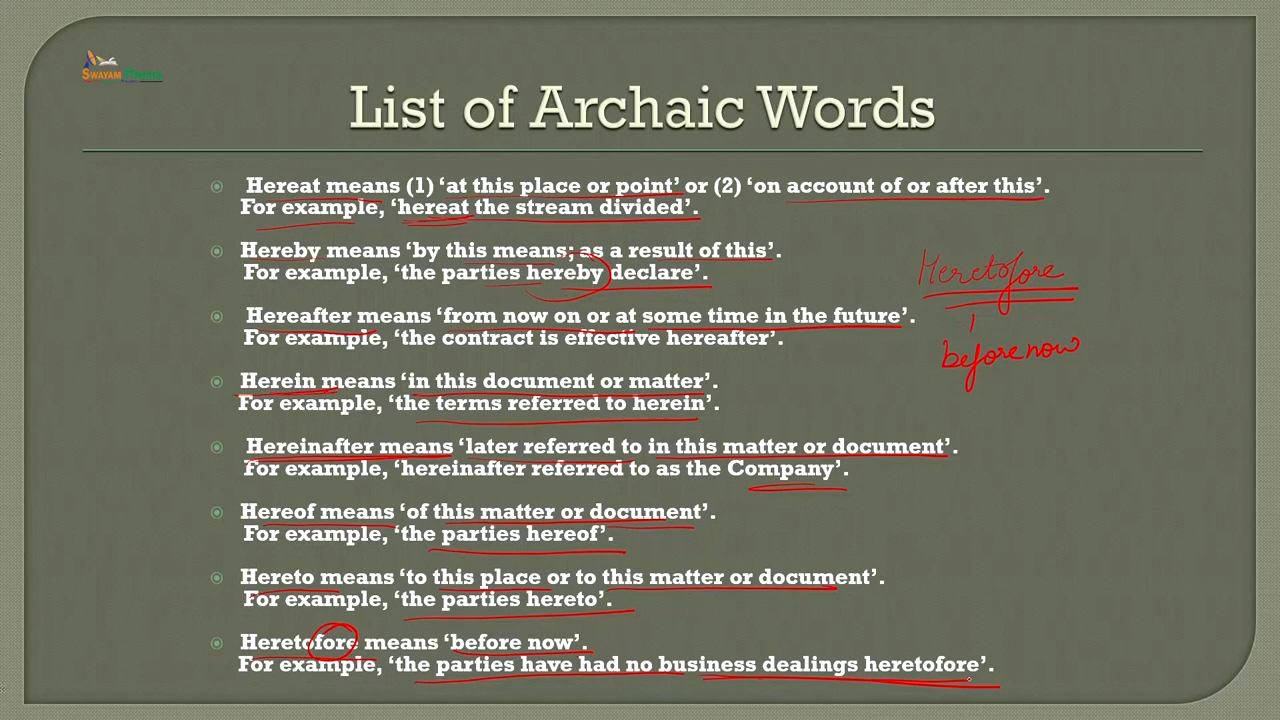 SWAYAM PRABHA
List of Archaic Words
Hereat means (1) ‘at this place or point’ or (2) ‘on account of or after this’.
For example, ‘hereat the stream divided’.
Hereby means ‘by this means; as a result of this’.
For example, ‘the parties hereby declare’.
Hereafter means ‘from now on or at some time in the future’.
For example, ‘the contract is effective hereafter’.
Herein means ‘in this document or matter’.
For example, ‘the terms referred to herein’.
Hereinafter means ‘later referred to in this matter or document’.
For example, ‘hereinafter referred to as the Company’.
Hereof means ‘of this matter or document’.
For example, ‘the parties hereof’.
Hereto means ‘to this place or to this matter or document’.
For example, ‘the parties hereto’.
Heretofore means ‘before now’.
For example, ‘the parties have had no business dealings heretofore’.
Heretofore
before now